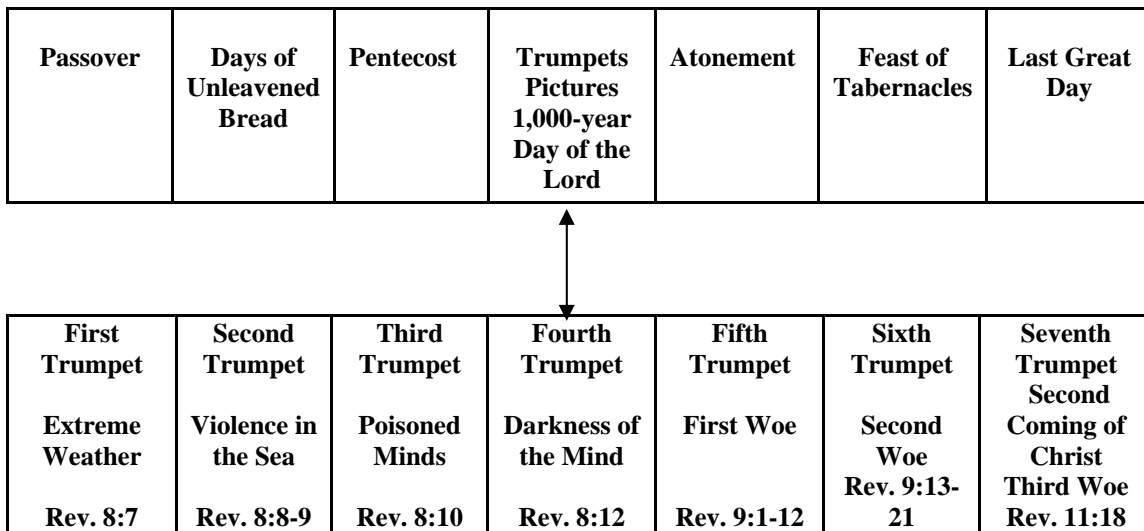 Passover
Days of
Unleavened
Bread
Pentecost
Trumpets
Pictures
1,000-year
Day of the
Lord
Atonement
Feast of
Tabernacles
Last Great
Day
First
Trumpet
Extreme
Weather
Rev. 8:7
Second
Trumpet
Violence in
the Sea
Rev. 8:8-9
Third
Trumpet
Poisoned
Minds
Rev. 8:10
Fourth
Trumpet
Darkness of
the Mind
Rev. 8:12
Fifth
Trumpet
First Woe
Rev. 9:1-12
Sixth
Trumpet
Second
Woe
Rev. 9:13-
21
Seventh
Trumpet
Second
Coming of
Christ
Third Woe
Rev. 11:18